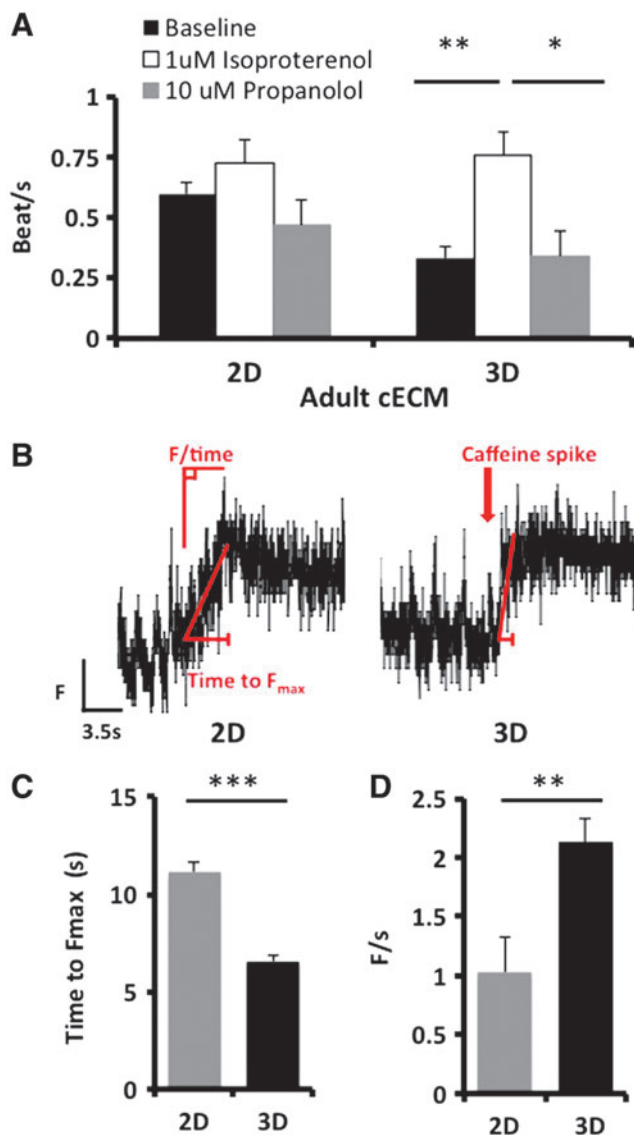 A
Baseline
1uM Isoproterenol
10 uM Propanolol
** *
1
0.75
0.5
0.25
0
Beat/s
2D 3D
Adult cECM
B
F/time
Caffeine spike
Time to Fmax
F
3.5s
2D 3D
C
***
15
10
5
0
Time to Fmax (s)
2D 3D
D
**
2.5
2
1.5
1
0.5
0
F/s
2D 3D